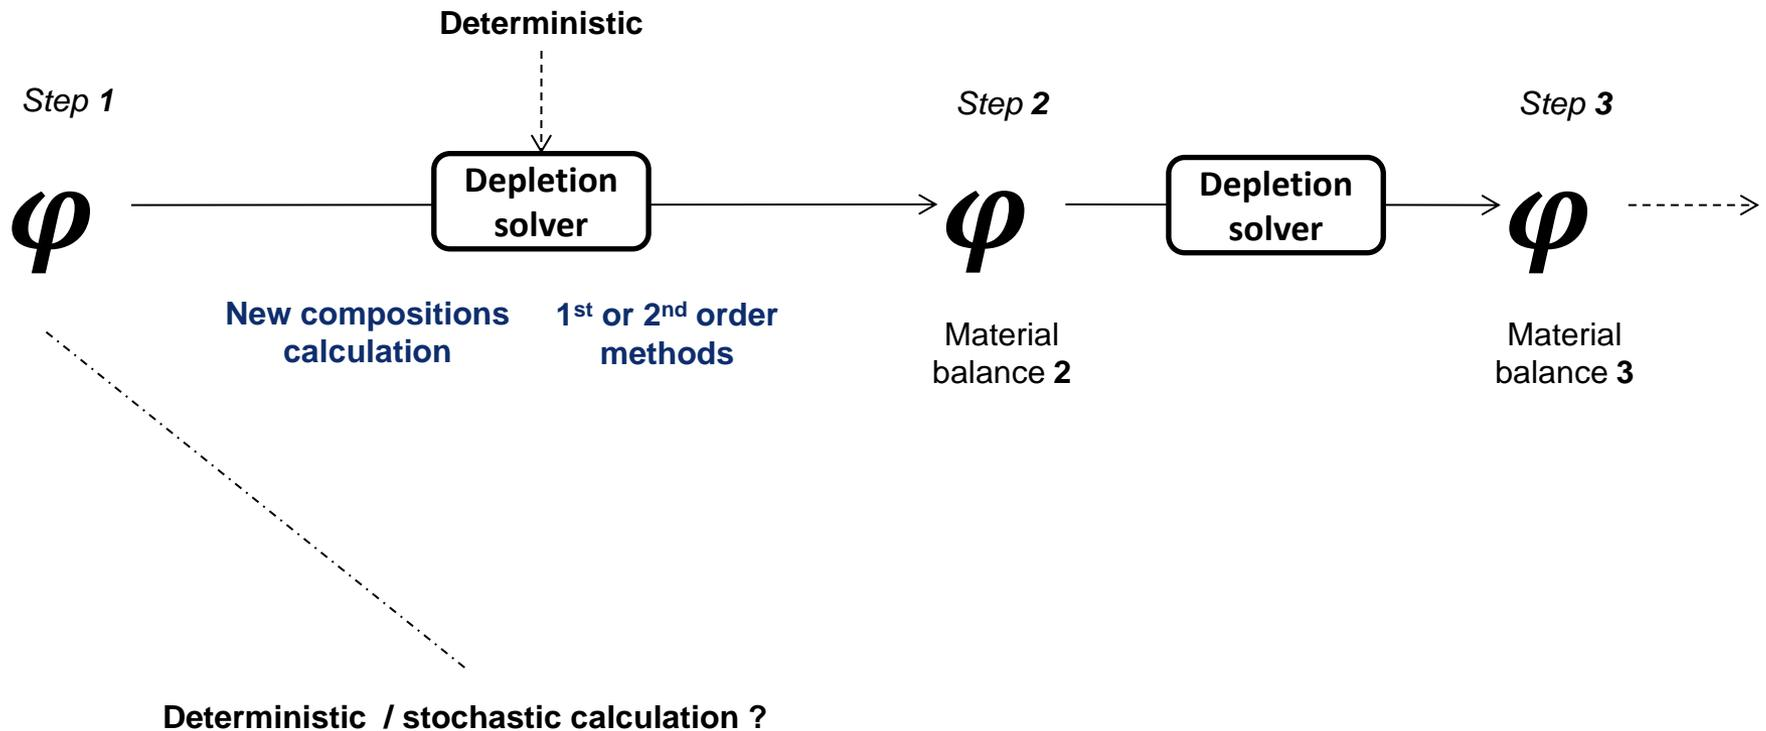 Deterministic
Step 1
Step 2
Step 3
φ
Depletion
solver
φ
Depletion
solver
φ
New compositions
calculation
1st or 2nd order
methods
Material
balance 2
Material
balance 3
Deterministic / stochastic calculation ?